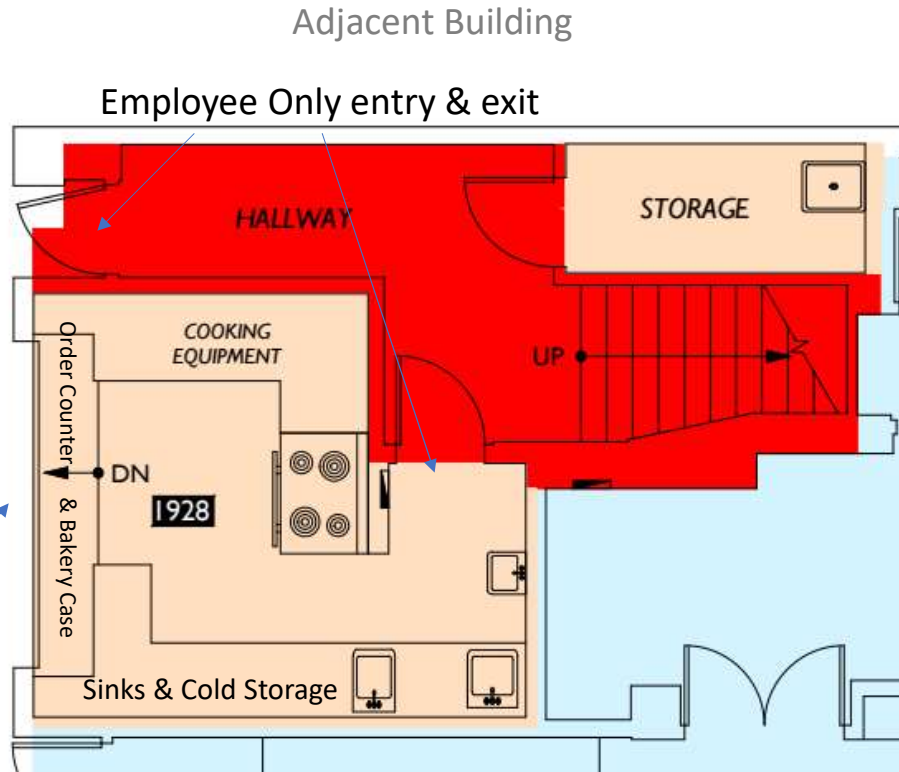 Adjacent Building
Employee Only entry & exit
HALLWAY
STORAGE
COOKING
EQUIPMENT
UP
Order Counter & Bakery Case
DN
1928
Sinks & Cold Storage